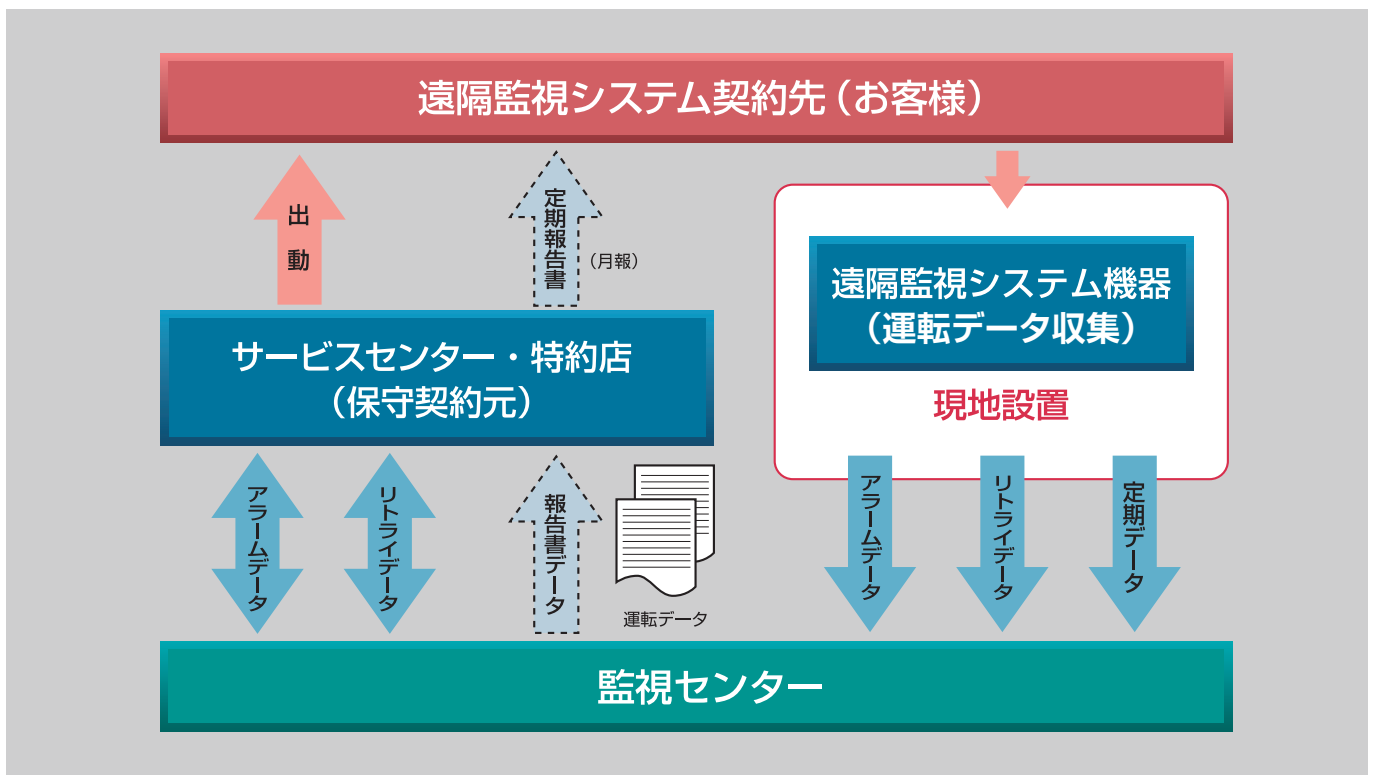 遠隔監視システム契約先（お客様）
出動
定期報告書
（月報）
遠隔監視システム機器
（運転データ収集）
現地設置
サービスセンター・特約店
（保守契約元）
アラームデータ
リトライデータ
報告書データ
運転データ
アラームデータ
リトライデータ
定期データ
監視センター